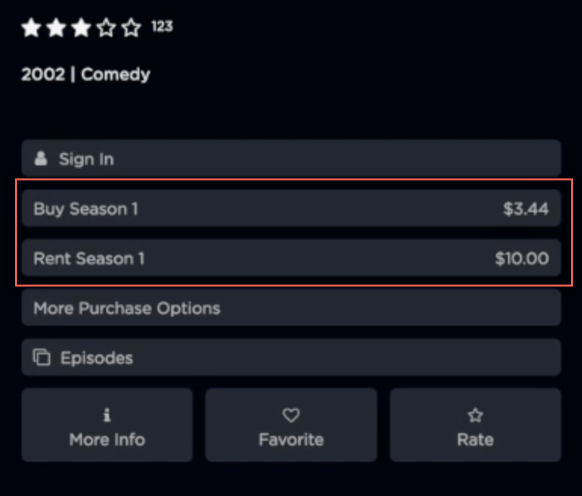 123
2002 | Comedy
Sign In
Buy Season 1 $3.44
Rent Season 1 $10.00
More Purchase Options
Episodes
More Info Favorite Rate